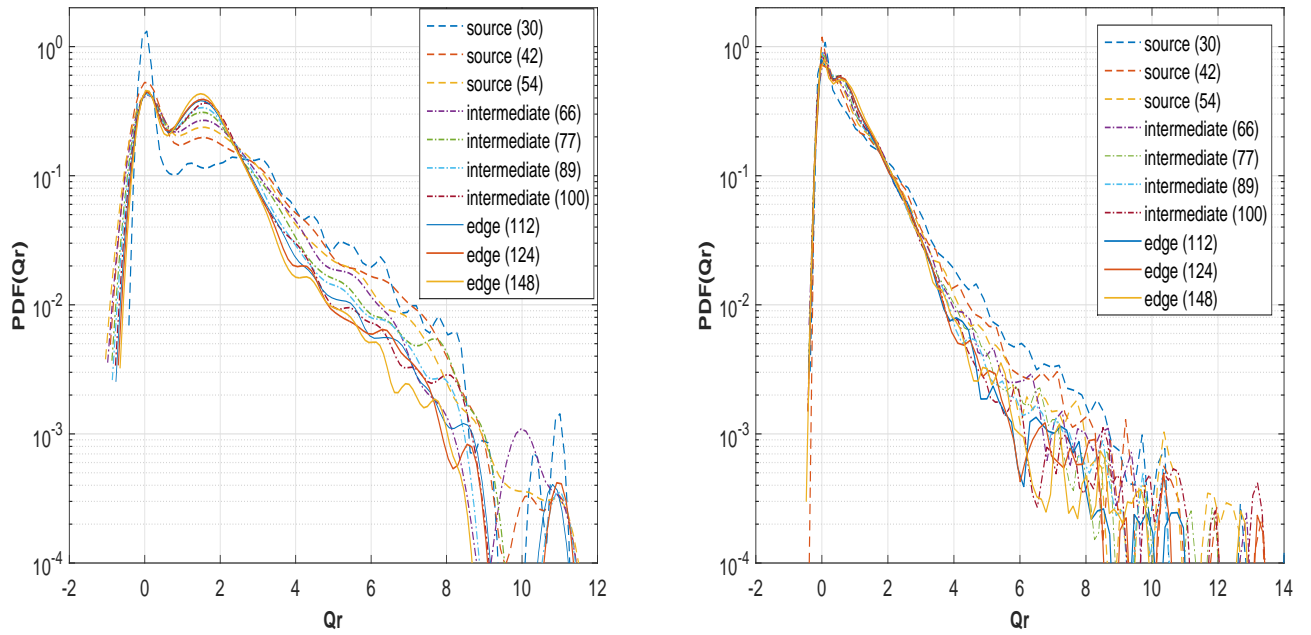 10^0
10^-1
10^-2
10^-3
10^-4
PDF(Qr)
-2 0 2 4 6 8 10 12
Qr
source (30)
source (42)
source (54)
intermediate (66)
intermediate (77)
intermediate (89)
intermediate (100)
edge (112)
edge (124)
edge (148)
10^0
10^-1
10^-2
10^-3
10^-4
PDF(Qr)
-2 0 2 4 6 8 10 12 14
Qr
source (30)
source (42)
source (54)
intermediate (66)
intermediate (77)
intermediate (89)
intermediate (100)
edge (112)
edge (124)
edge (148)